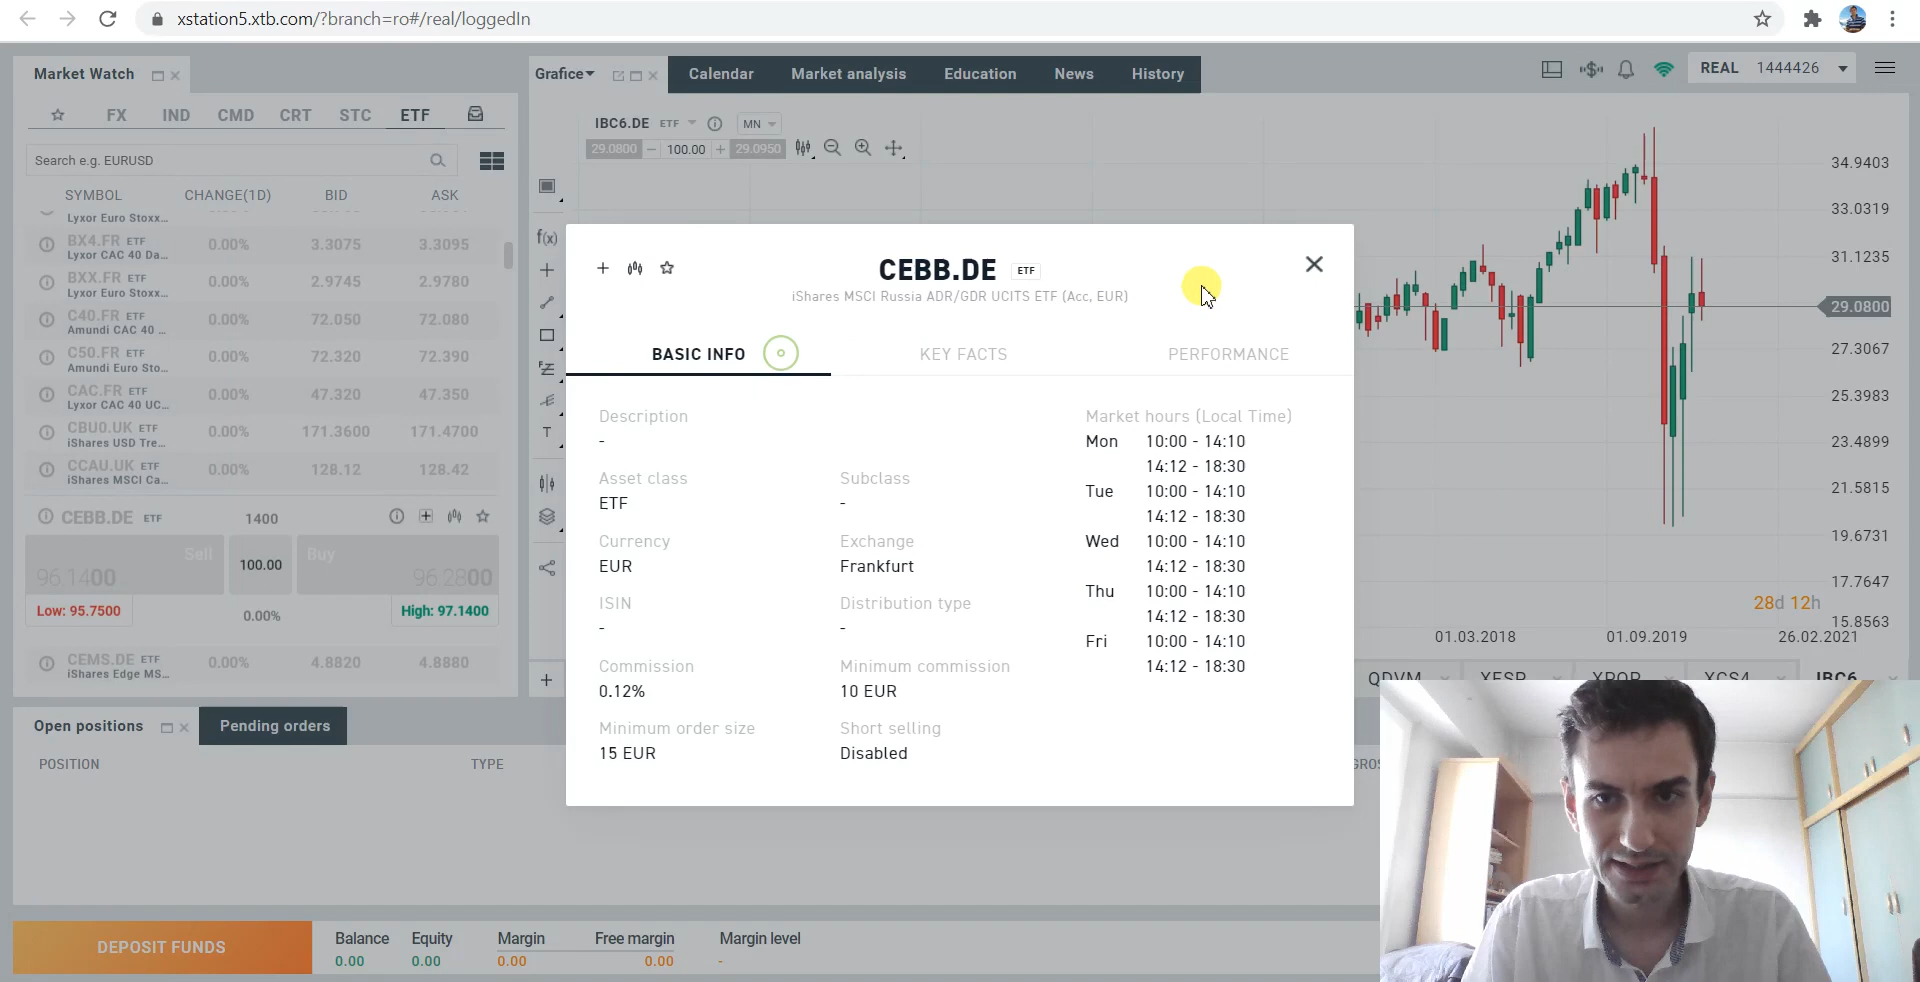 xstation5.xtb.com/?branch=ro#/real/loggedIn
Market Watch
Grafice
Calendar
Market analysis
Education
News
History
REAL 1444426
FX IND CMD CRT STC ETF
Search e.g. EURUSD
SYMBOL CHANGE(1D) BID ASK
Lyxor Euro Stoxx...
BX4.FR ETF 0.00% 3.3075 3.3095
Lyxor CAC 40 Da...
BXX.FR ETF 0.00% 2.9745 2.9780
Lyxor Euro Stoxx...
C40.FR ETF 0.00% 72.050 72.080
Amundi CAC 40 ...
C50.FR ETF 0.00% 72.320 72.390
Amundi Euro Sto...
CAC.FR ETF 0.00% 47.320 47.350
Lyxor CAC 40 UC...
CBU0.UK ETF 0.00% 171.3600 171.4700
iShares USD Tre...
CCAU.UK ETF 0.00% 128.12 128.42
iShares MSCI Ca...
CEBB.DE ETF 1400
Sell Buy
96.1400 100.00 96.2800
Low: 95.7500 0.00% High: 97.1400
CEMS.DE ETF 0.00% 4.8820 4.8880
iShares Edge MS...
IBC6.DE ETF MN
29.0800 − 100.00 + 29.0950
f(x)
T
34.9403
33.0319
31.1235
29.0800
27.3067
25.3983
23.4899
21.5815
19.6731
17.7647
28d 12h
15.8563
01.03.2018 01.09.2019 26.02.2021
QDVM XESP XPQP XCS4 IBC6
CEBB.DE ETF
iShares MSCI Russia ADR/GDR UCITS ETF (Acc, EUR)
BASIC INFO KEY FACTS PERFORMANCE
Description
-
Asset class Subclass
ETF -
Currency Exchange
EUR Frankfurt
ISIN Distribution type
- -
Commission Minimum commission
0.12% 10 EUR
Minimum order size Short selling
15 EUR Disabled
Market hours (Local Time)
Mon 10:00 - 14:10
14:12 - 18:30
Tue 10:00 - 14:10
14:12 - 18:30
Wed 10:00 - 14:10
14:12 - 18:30
Thu 10:00 - 14:10
14:12 - 18:30
Fri 10:00 - 14:10
14:12 - 18:30
Open positions
Pending orders
POSITION TYPE
DEPOSIT FUNDS
Balance Equity Margin Free margin Margin level
0.00 0.00 0.00 0.00 -